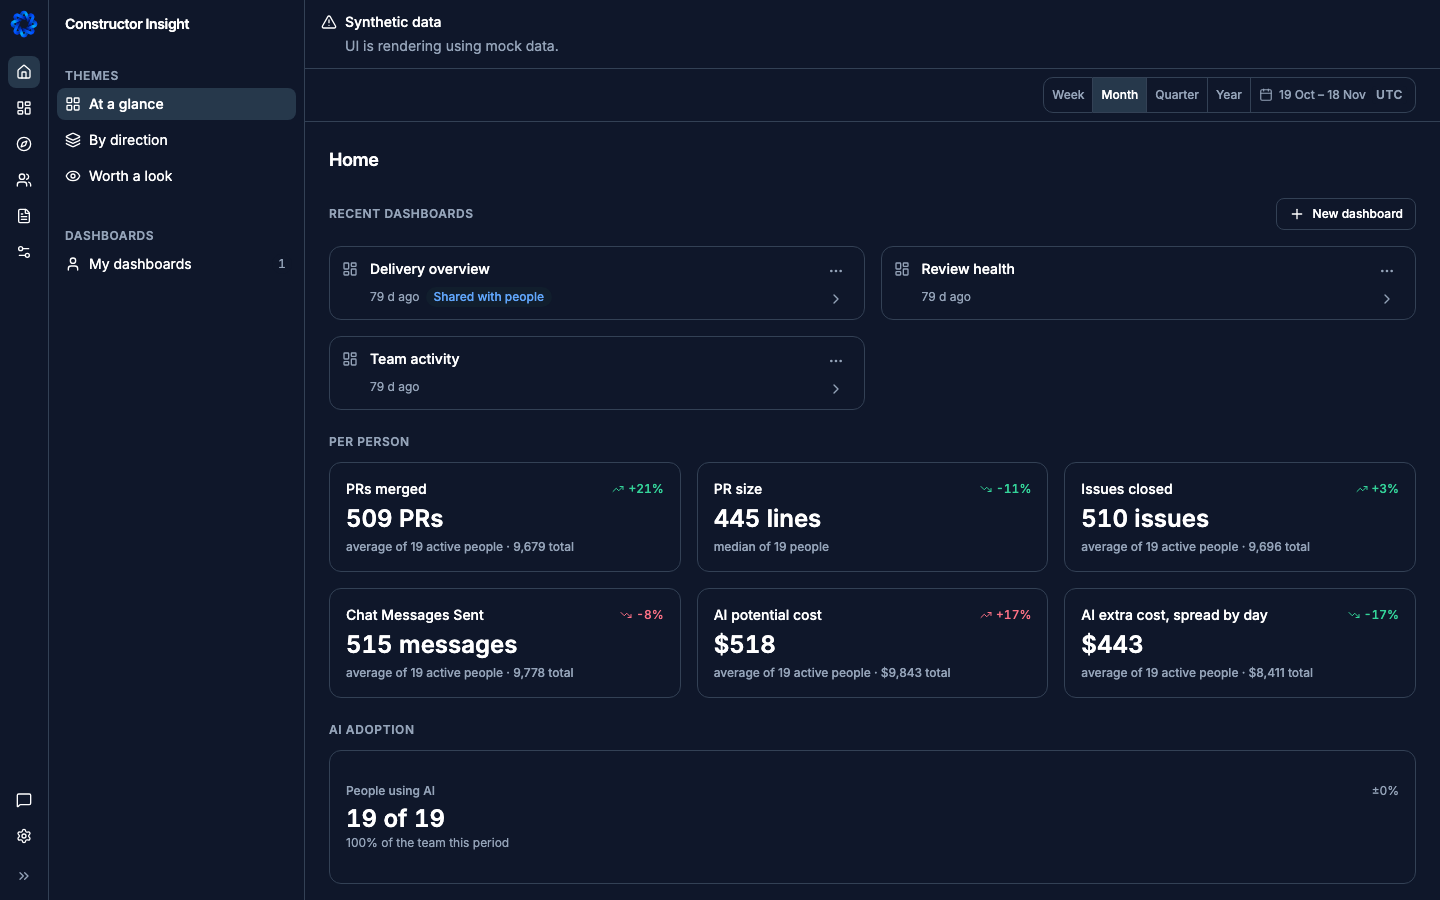 Constructor Insight
THEMES
At a glance
By direction
Worth a look
DASHBOARDS
My dashboards 1
Synthetic data
UI is rendering using mock data.
Week Month Quarter Year 19 Oct – 18 Nov UTC
Home
RECENT DASHBOARDS
New dashboard
Delivery overview
79 d ago Shared with people
Review health
79 d ago
Team activity
79 d ago
PER PERSON
PRs merged +21%
509 PRs
average of 19 active people · 9,679 total
PR size -11%
445 lines
median of 19 people
Issues closed +3%
510 issues
average of 19 active people · 9,696 total
Chat Messages Sent -8%
515 messages
average of 19 active people · 9,778 total
AI potential cost +17%
$518
average of 19 active people · $9,843 total
AI extra cost, spread by day -17%
$443
average of 19 active people · $8,411 total
AI ADOPTION
People using AI ±0%
19 of 19
100% of the team this period